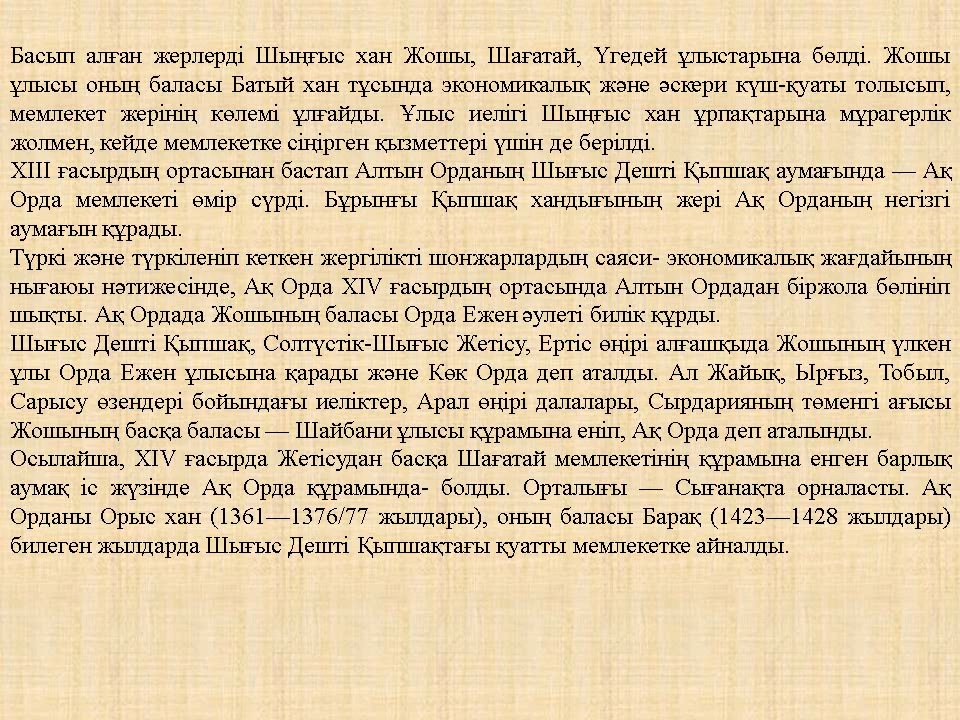 Басып алған жерлерді Шыңғыс хан Жошы, Шағатай, Үгедей ұлыстарына бөлді. Жошы
ұлысы оның баласы Батый хан тұсында экономикалық және әскери күш-қуаты толысып,
мемлекет жерінің көлемі ұлғайды. Ұлыс иелігі Шыңғыс хан ұрпақтарына мұрагерлік
жолмен, кейде мемлекетке сіңірген қызметтері үшін де берілді.
XIII ғасырдың ортасынан бастап Алтын Орданың Шығыс Дешті Қыпшақ аумағында — Ақ
Орда мемлекеті өмір сүрді. Бұрынғы Қыпшақ хандығының жері Ақ Орданың негізгі
аумағын құрады.
Түркі және түркіленіп кеткен жергілікті шонжарлардың саяси- экономикалық жағдайының
нығаюы нәтижесінде, Ақ Орда XIV ғасырдың ортасында Алтын Ордадан біржола бөлініп
шықты. Ақ Ордада Жошының баласы Орда Ежен әулеті билік құрды.
Шығыс Дешті Қыпшақ, Солтүстік-Шығыс Жетісу, Ертіс өңірі алғашқыда Жошының үлкен
ұлы Орда Ежен ұлысына қарады және Көк Орда деп аталды. Ал Жайық, Ырғыз, Тобыл,
Сарысу өзендері бойындағы иеліктер, Арал өңірі далалары, Сырдарияның төменгі ағысы
Жошының басқа баласы — Шайбани ұлысы құрамына еніп, Ақ Орда деп аталынды.
Осылайша, XIV ғасырда Жетісудан басқа Шағатай мемлекетінің құрамына енген барлық
аумақ іс жүзінде Ақ Орда құрамында- болды. Орталығы — Сығанақта орналасты. Ақ
Орданы Орыс хан (1361—1376/77 жылдары), оның баласы Барақ (1423—1428 жылдары)
билеген жылдарда Шығыс Дешті Қыпшақтағы қуатты мемлекетке айналды.